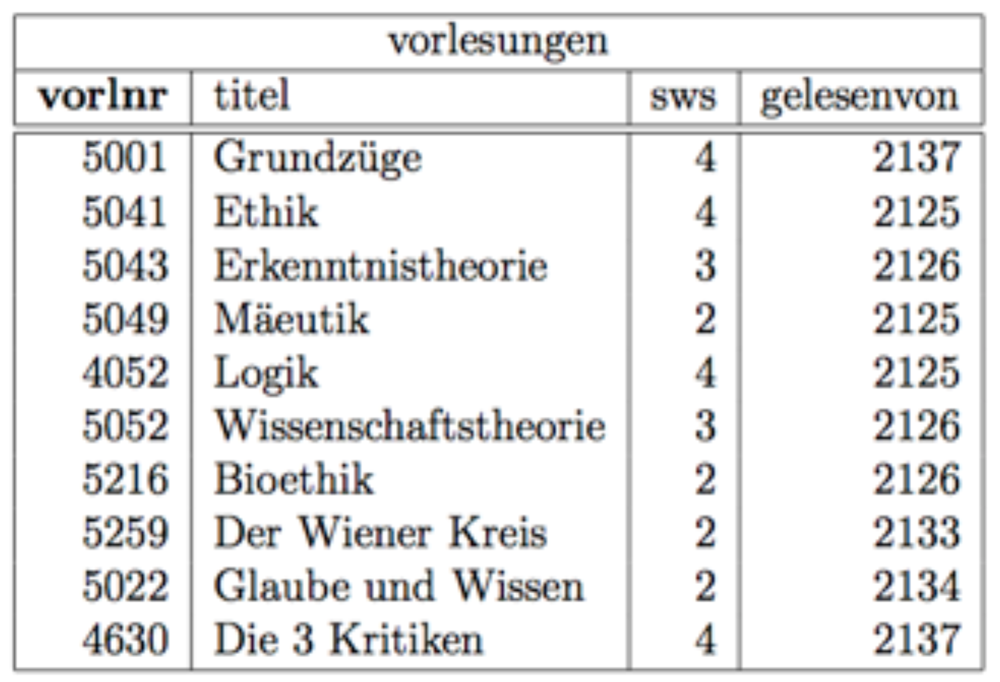 vorlesungen
vorlnr titel sws gelesenvon
5001 Grundzüge 4 2137
5041 Ethik 4 2125
5043 Erkenntnistheorie 3 2126
5049 Mäeutik 2 2125
4052 Logik 4 2125
5052 Wissenschaftstheorie 3 2126
5216 Bioethik 2 2126
5259 Der Wiener Kreis 2 2133
5022 Glaube und Wissen 2 2134
4630 Die 3 Kritiken 4 2137